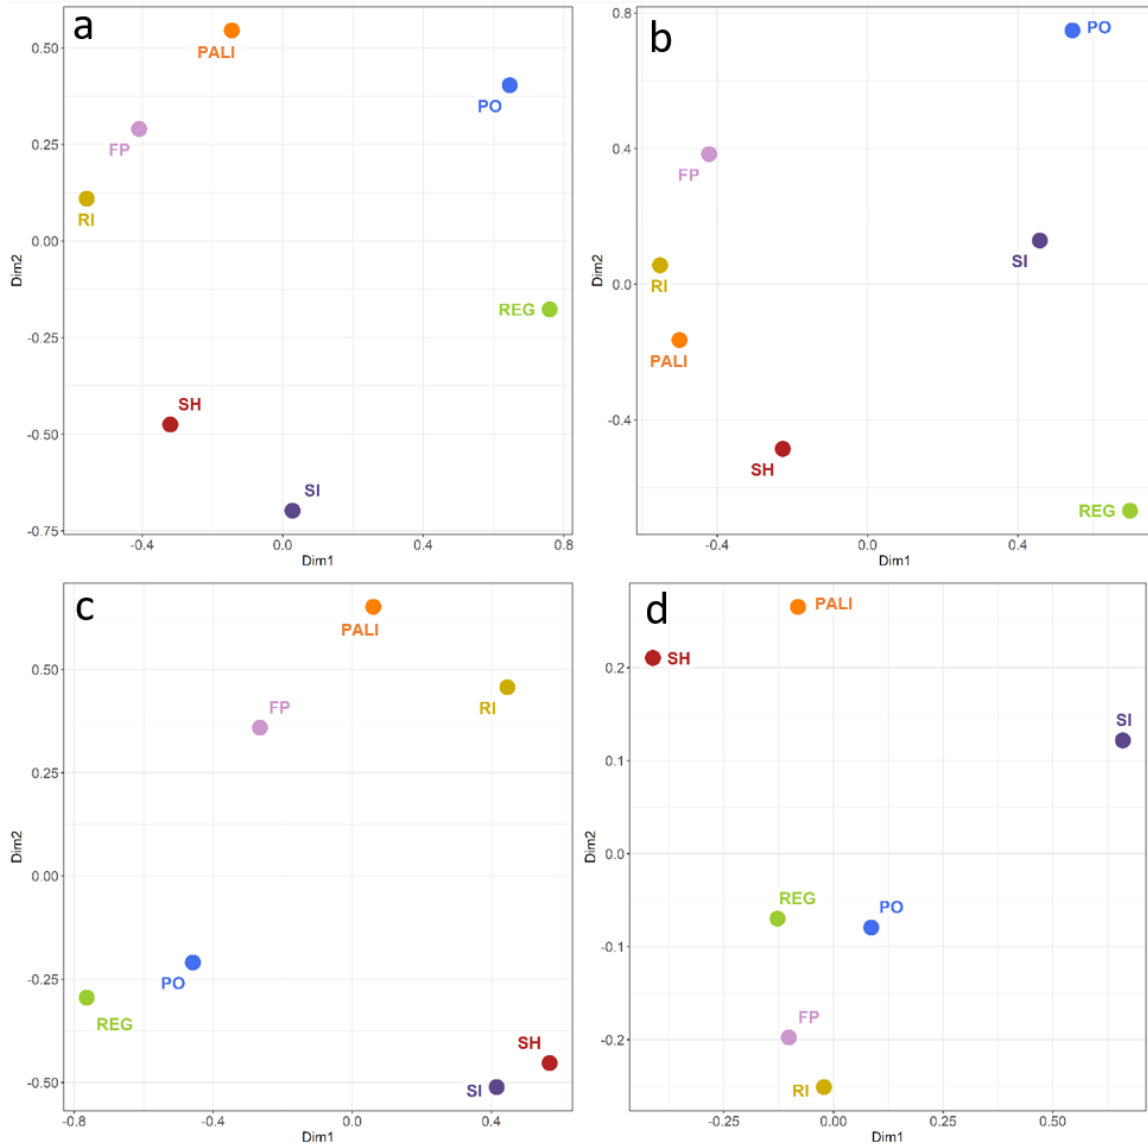 a
PALI
PO
FP
RI
REG
SH
SI
0.50
0.25
0.00
-0.25
-0.50
-0.75
-0.4
0.0
0.4
0.8
Dim1
Dim2
b
PO
FP
SI
RI
PALI
SH
REG
0.8
0.4
0.0
-0.4
-0.4
0.0
0.4
Dim1
Dim2
c
PALI
RI
FP
PO
REG
SH
SI
0.50
0.25
0.00
-0.25
-0.50
-0.8
-0.4
0.0
0.4
Dim1
Dim2
d
PALI
SH
SI
REG
PO
FP
RI
0.2
0.1
0.0
-0.1
-0.2
-0.25
0.00
0.25
0.50
Dim1
Dim2